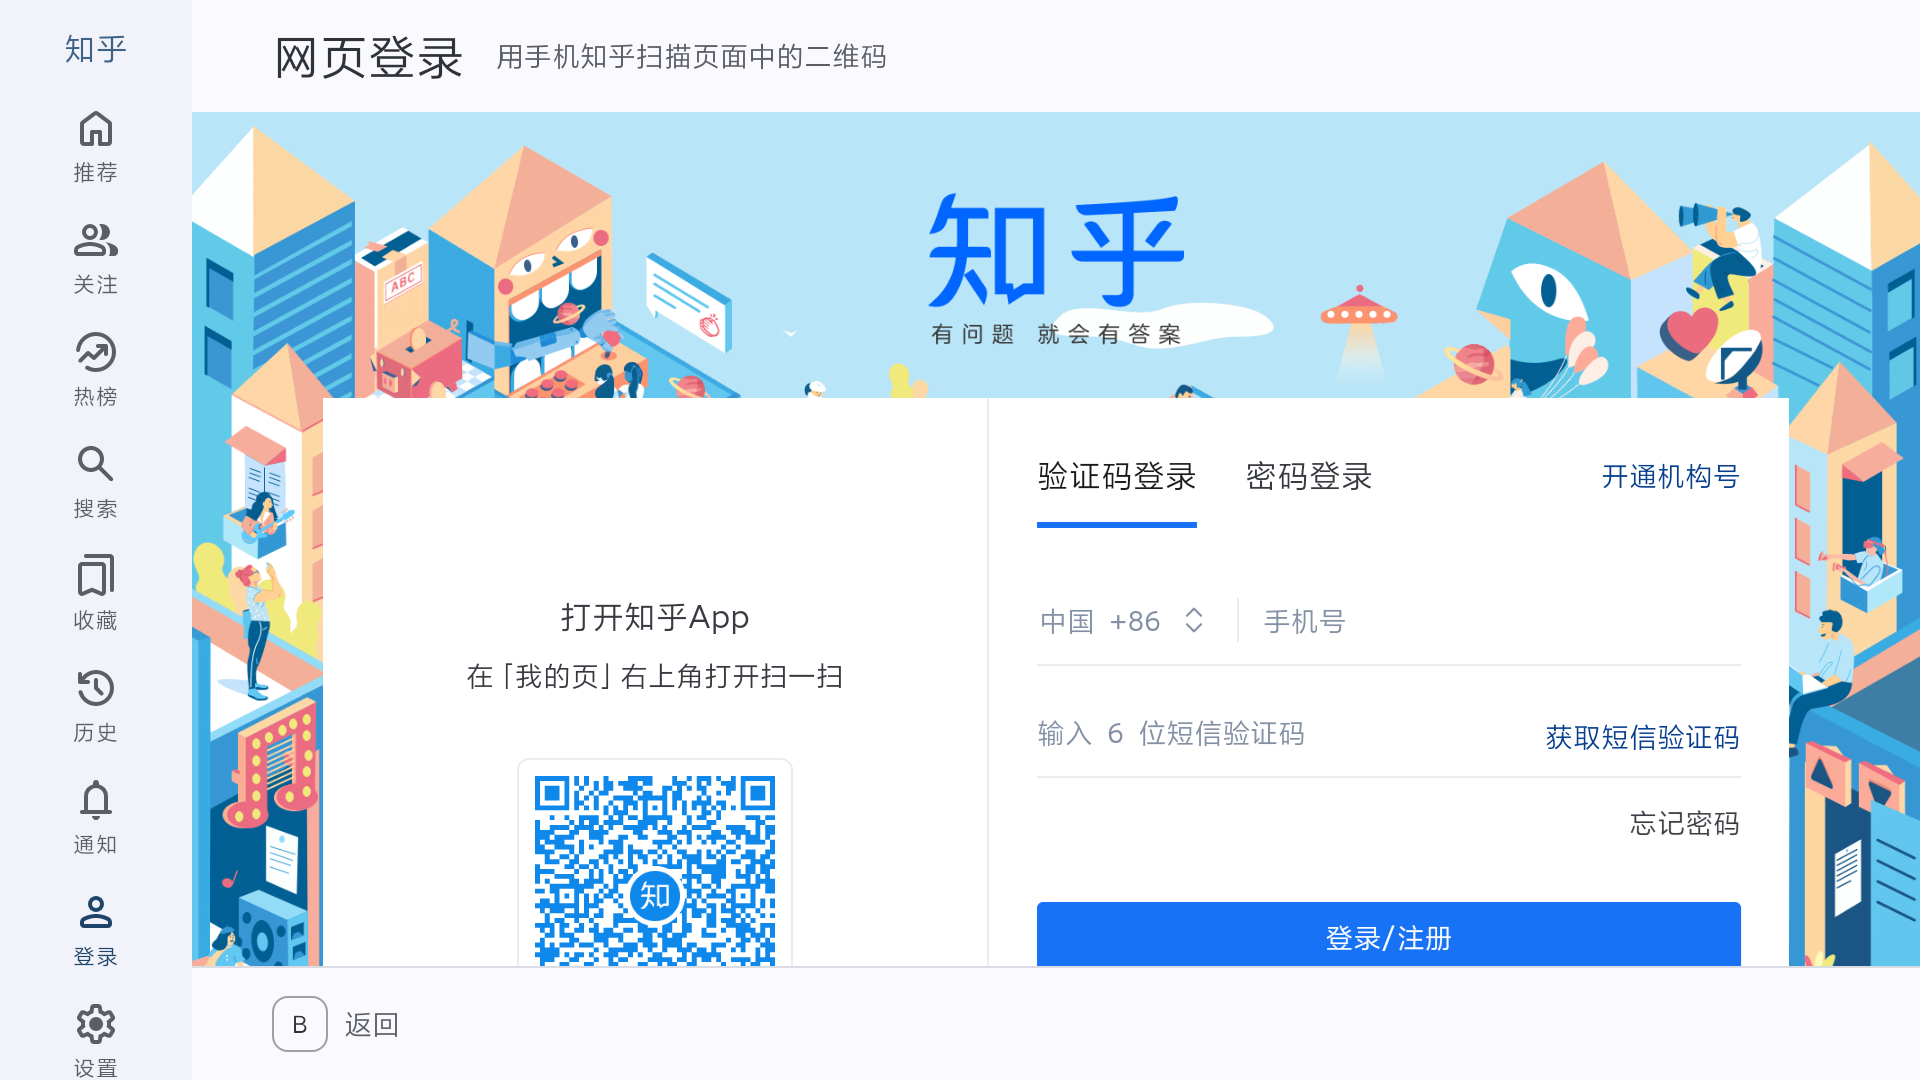 知乎
推荐
关注
热榜
搜索
收藏
历史
通知
登录
设置
网页登录
用手机知乎扫描页面中的二维码
ABC
知乎
有问题 就会有答案
打开知乎App
在「我的页」右上角打开扫一扫
知
验证码登录
密码登录
开通机构号
中国 +86
手机号
输入 6 位短信验证码
获取短信验证码
忘记密码
登录/注册
B 返回